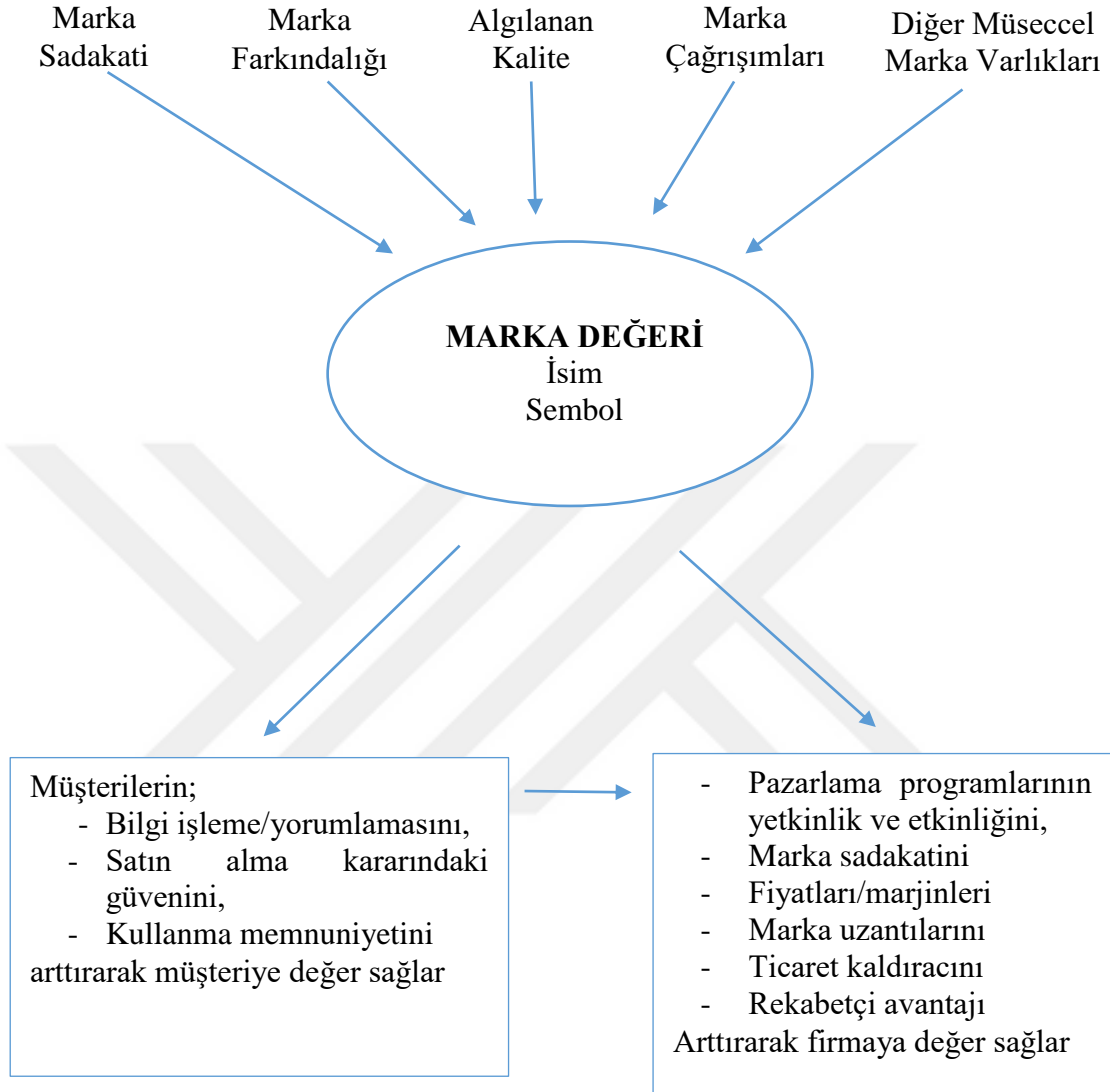 Marka
Sadakati
Marka
Farkındalığı
Algılanan
Kalite
Marka
Çağrışımları
Diğer Müseccel
Marka Varlıkları
MARKA DEĞERİ
İsim
Sembol
Müşterilerin;
- Bilgi işleme/yorumlamasını,
- Satın alma kararındaki
güvenini,
- Kullanma memnuniyetini
arttırarak müşteriye değer sağlar
- Pazarlama programlarının
yetkinlik ve etkinliğini,
- Marka sadakatini
- Fiyatları/marjinleri
- Marka uzantılarını
- Ticaret kaldıracını
- Rekabetçi avantajı
Arttırarak firmaya değer sağlar